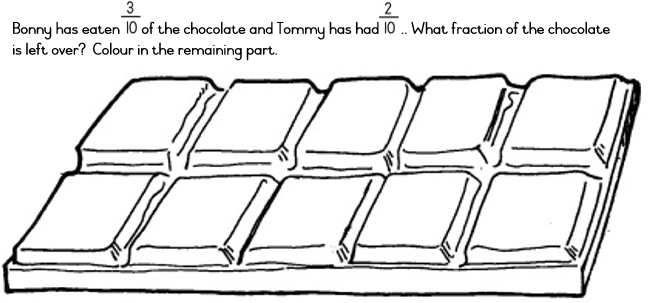 Bonny has eaten 3/10 of the chocolate and Tommy has had 2/10 .. What fraction of the chocolate
is left over? Colour in the remaining part.